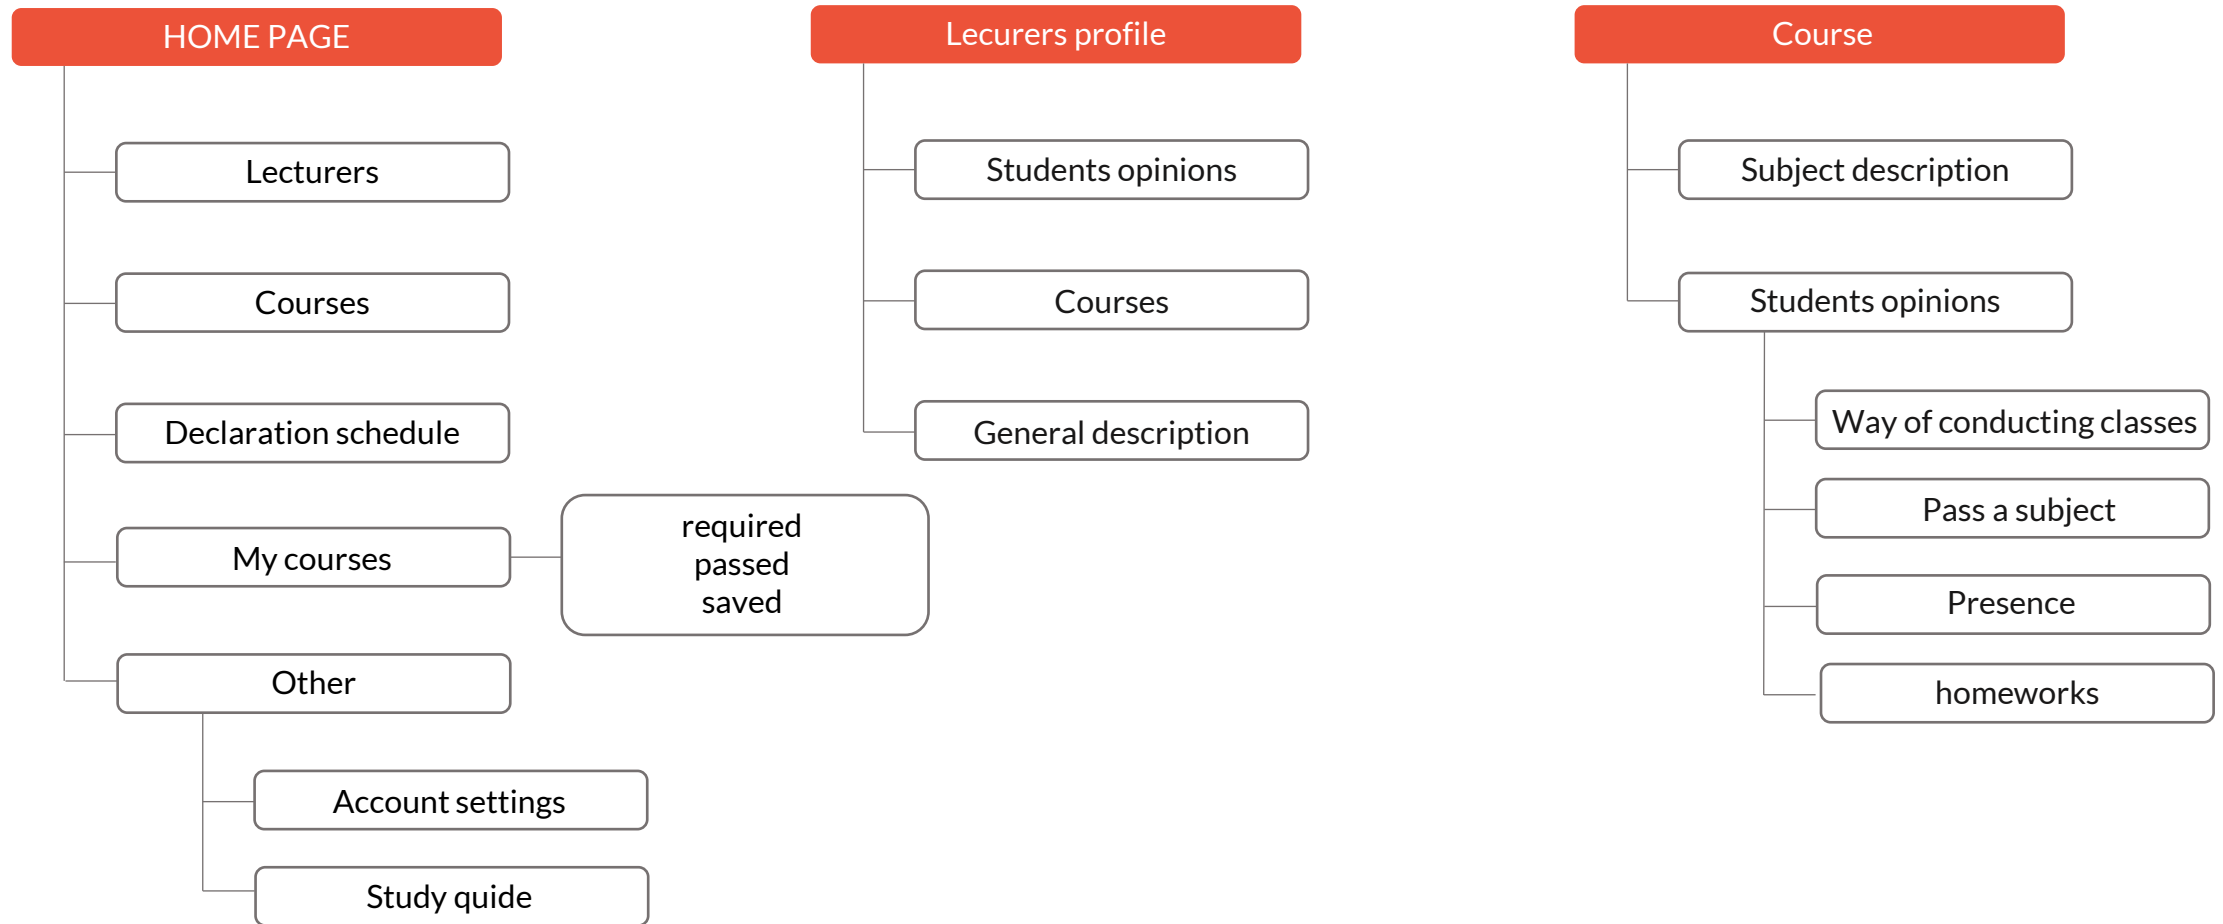 HOME PAGE
Lecturers
Courses
Declaration schedule
My courses
required
passed
saved
Other
Account settings
Study quide
Lecurers profile
Students opinions
Courses
General description
Course
Subject description
Students opinions
Way of conducting classes
Pass a subject
Presence
homeworks